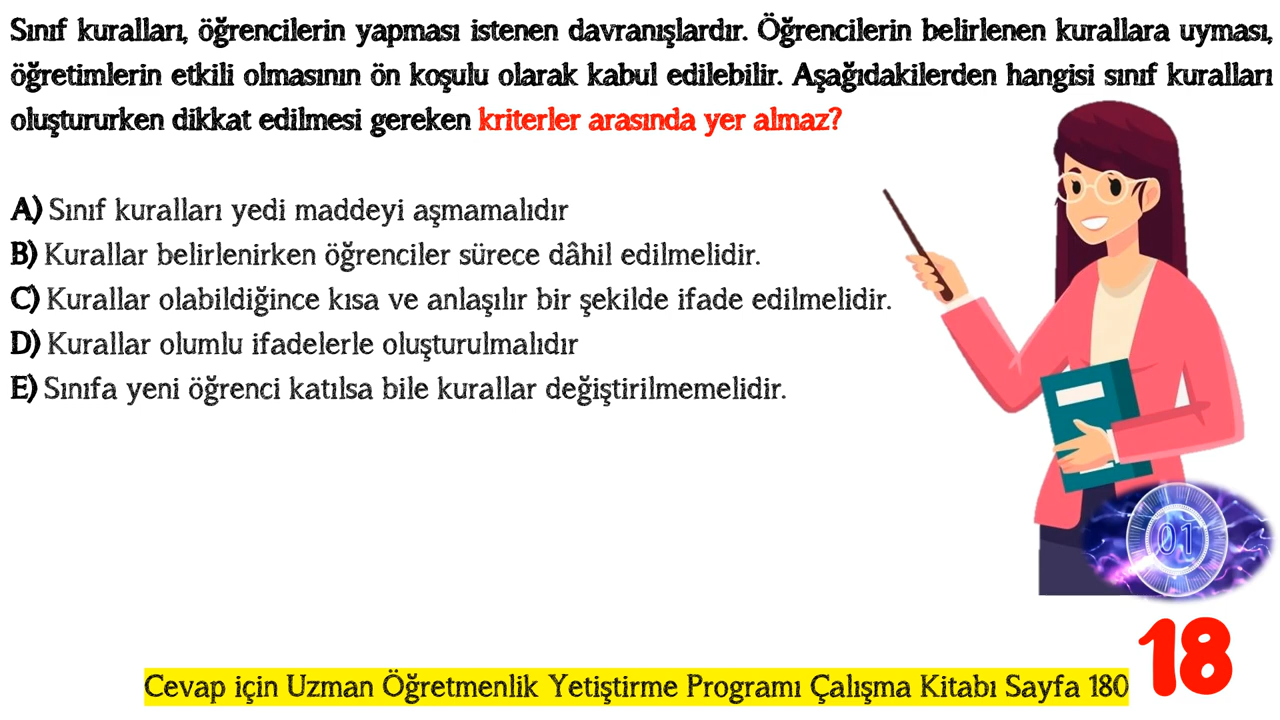 Sınıf kuralları, öğrencilerin yapması istenen davranışlardır. Öğrencilerin belirlenen kurallara uyması,
öğretimlerin etkili olmasının ön koşulu olarak kabul edilebilir. Aşağıdakilerden hangisi sınıf kuralları
oluştururken dikkat edilmesi gereken kriterler arasında yer almaz?
A) Sınıf kuralları yedi maddeyi aşmamalıdır
B) Kurallar belirlenirken öğrenciler sürece dâhil edilmelidir.
C) Kurallar olabildiğince kısa ve anlaşılır bir şekilde ifade edilmelidir.
D) Kurallar olumlu ifadelerle oluşturulmalıdır
E) Sınıfa yeni öğrenci katılsa bile kurallar değiştirilmemelidir.
01
18
Cevap için Uzman Öğretmenlik Yetiştirme Programı Çalışma Kitabı Sayfa 180